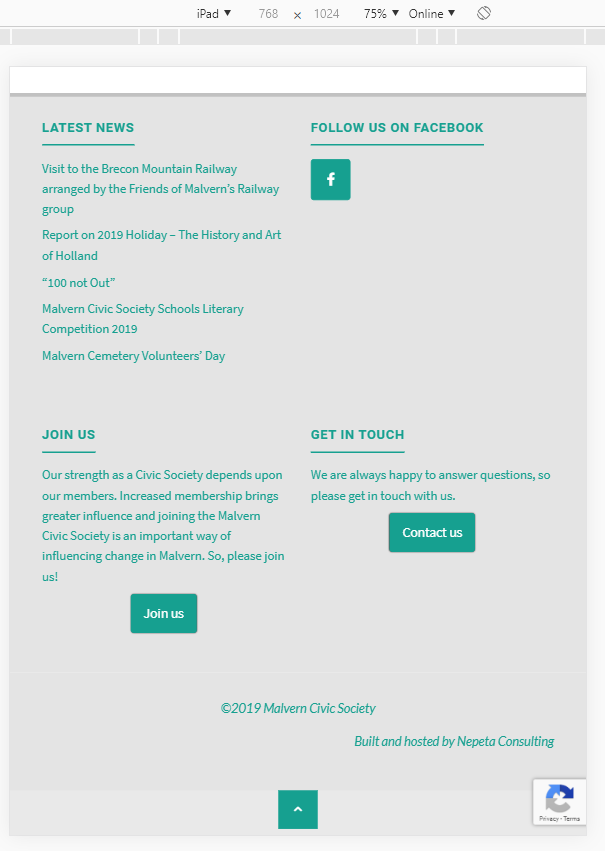 iPad ▼ 768 × 1024 75% ▼ Online ▼
LATEST NEWS
Visit to the Brecon Mountain Railway
arranged by the Friends of Malvern’s Railway
group
Report on 2019 Holiday – The History and Art
of Holland
“100 not Out”
Malvern Civic Society Schools Literary
Competition 2019
Malvern Cemetery Volunteers’ Day
FOLLOW US ON FACEBOOK
f
JOIN US
Our strength as a Civic Society depends upon
our members. Increased membership brings
greater influence and joining the Malvern
Civic Society is an important way of
influencing change in Malvern. So, please join
us!
Join us
GET IN TOUCH
We are always happy to answer questions, so
please get in touch with us.
Contact us
©2019 Malvern Civic Society
Built and hosted by Nepeta Consulting
Privacy - Terms